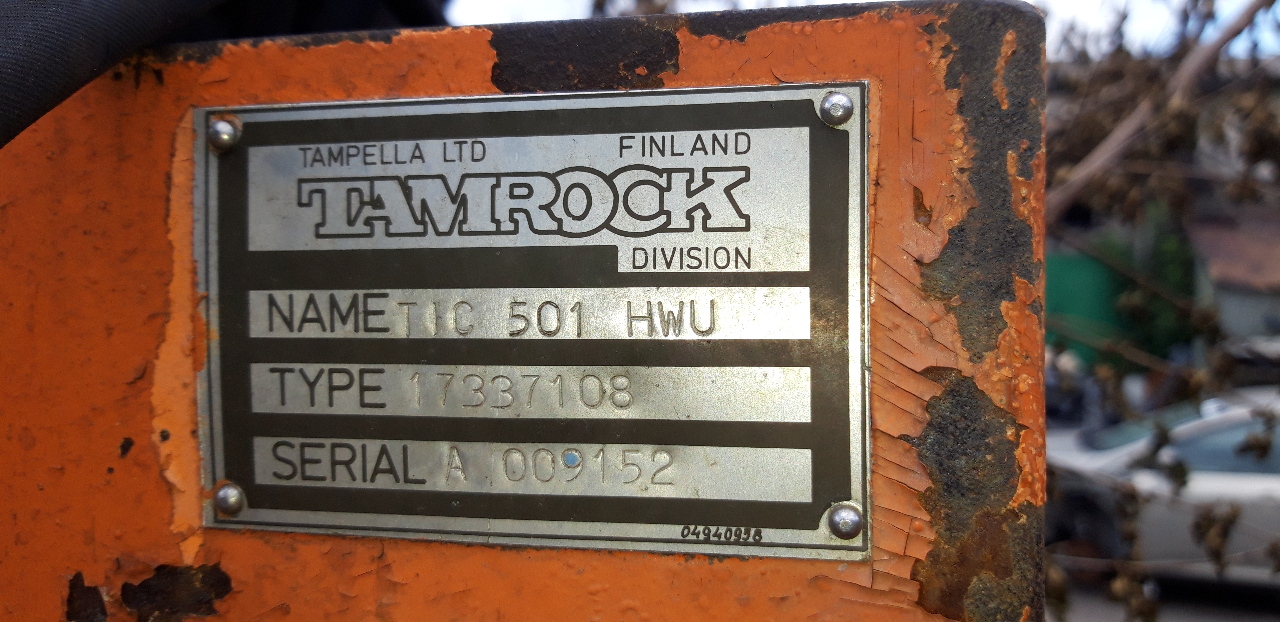 TAMPELLA LTD FINLAND
TAMROCK
DIVISION
NAME TIC 501 HWU
TYPE 17337108
SERIAL A 009152
04940938